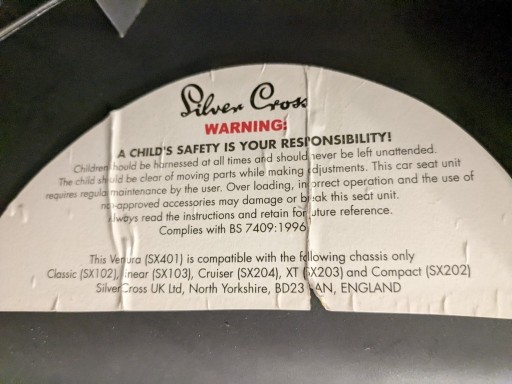 Silver Cross
WARNING:
A CHILD'S SAFETY IS YOUR RESPONSIBILITY!
Children should be harnessed at all times and should never be left unattended.
The child should be clear of moving parts while making adjustments. This car seat unit
requires regular maintenance by the user. Over loading, incorrect operation and the use of
non-approved accessories may damage or break this seat unit.
Always read the instructions and retain for future reference.
Complies with BS 7409:1996
This Ventura (SX401) is compatible with the following chassis only
Classic (SX102), Linear (SX103), Cruiser (SX204), XT (SX203) and Compact (SX202)
Silver Cross UK Ltd, North Yorkshire, BD23 AN, ENGLAND